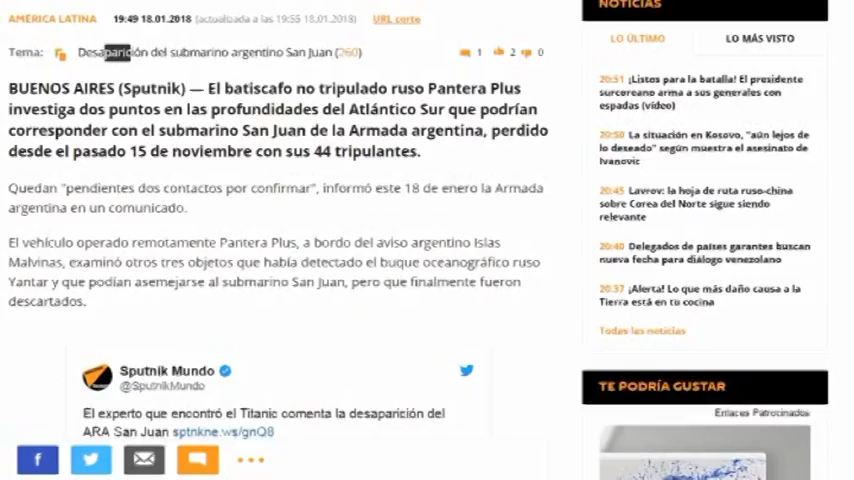 AMÉRICA LATINA 19:49 18.01.2018 (actualizada a las 19:55 18.01.2018) URL corto
Tema: Desaparición del submarino argentino San Juan (260) 1 2 0
BUENOS AIRES (Sputnik) — El batiscafo no tripulado ruso Pantera Plus
investiga dos puntos en las profundidades del Atlántico Sur que podrían
corresponder con el submarino San Juan de la Armada argentina, perdido
desde el pasado 15 de noviembre con sus 44 tripulantes.
Quedan "pendientes dos contactos por confirmar", informó este 18 de enero la Armada
argentina en un comunicado.
El vehículo operado remotamente Pantera Plus, a bordo del aviso argentino Islas
Malvinas, examinó otros tres objetos que había detectado el buque oceanográfico ruso
Yantar y que podían asemejarse al submarino San Juan, pero que finalmente fueron
descartados.
Sputnik Mundo
@SputnikMundo
El experto que encontró el Titanic comenta la desaparición del
ARA San Juan sptnkne.ws/gnQ8
NOTICIAS
LO ÚLTIMO LO MÁS VISTO
20:51 ¡Listos para la batalla! El presidente
surcoreano arma a sus generales con
espadas (vídeo)
20:50 La situación en Kosovo, "aún lejos de
lo deseado" según muestra el asesinato de
Ivanovic
20:45 Lavrov: la hoja de ruta ruso-china
sobre Corea del Norte sigue siendo
relevante
20:40 Delegados de países garantes buscan
nueva fecha para diálogo venezolano
20:37 ¡Alerta! Lo que más daño causa a la
Tierra está en tu cocina
Todas las noticias
TE PODRÍA GUSTAR
Enlaces Patrocinados